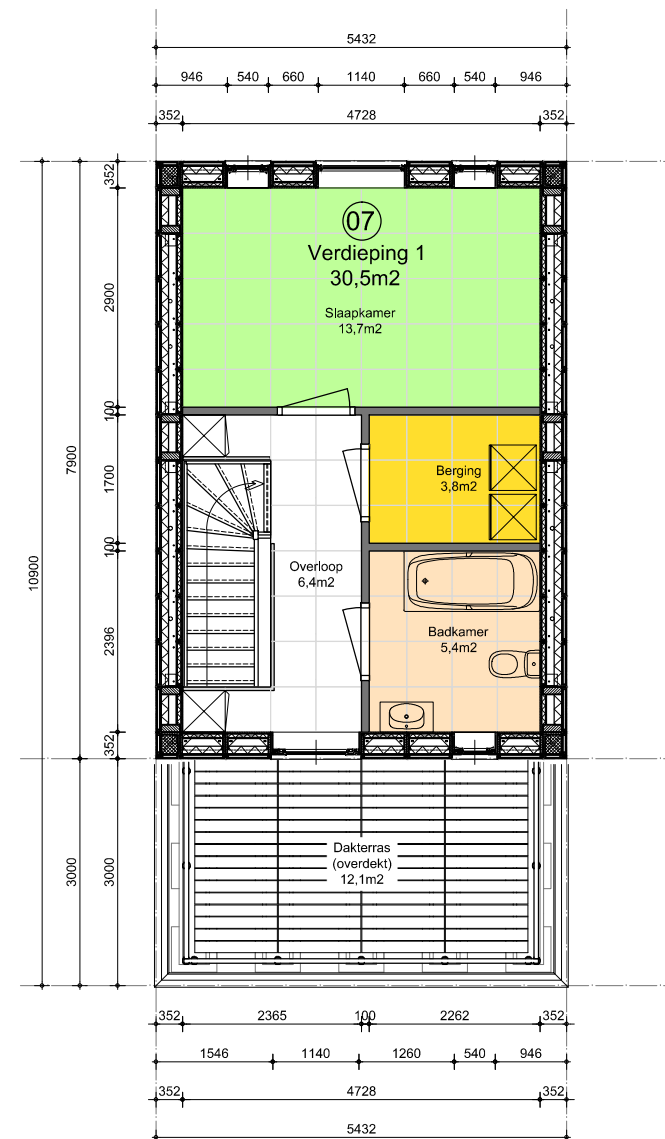 5432
946 540 660 1140 660 540 946
352 4728 352
352
07
Verdieping 1
30,5m2
2900
Slaapkamer
13,7m2
100
7900
1700
Berging
3,8m2
100
10900
Overloop
6,4m2
2396
Badkamer
5,4m2
352
3000
3000
Dakterras
(overdekt)
12,1m2
352 2365 100 2262 352
1546 1140 1260 540 946
352 4728 352
5432